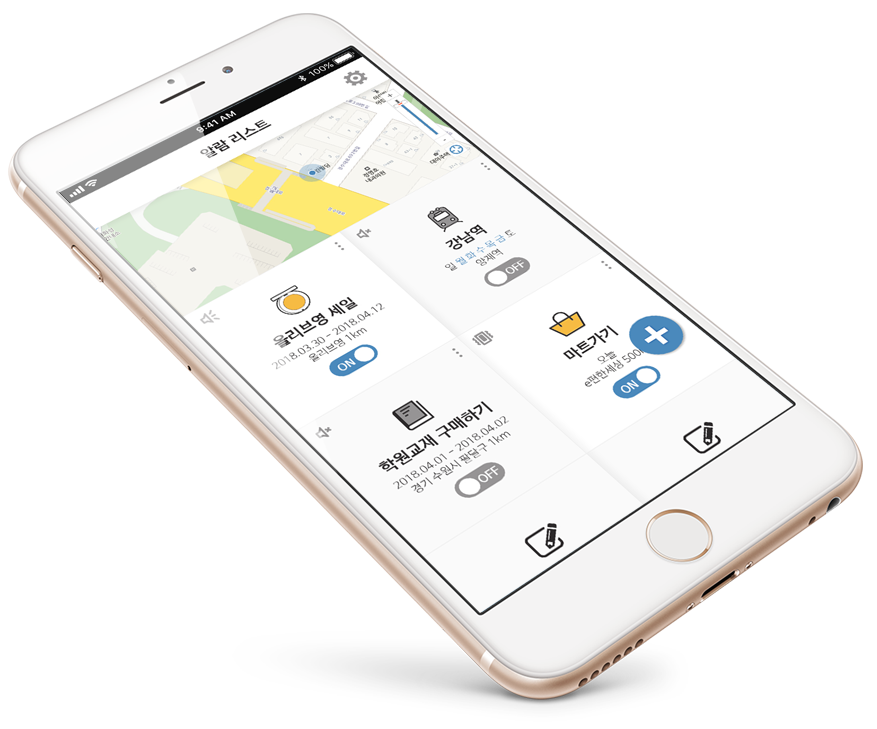 9:41 AM
100%
알람 리스트
올리브영 세일
2018.03.30 - 2018.04.12
올리브영 1km
ON
강남역
일 월 화 수 목 금 토
양재역
OFF
학원교재 구매하기
2018.04.01 - 2018.04.02
경기 수원시 팔달구 1km
OFF
마트가기
오늘
e편한세상 500
ON